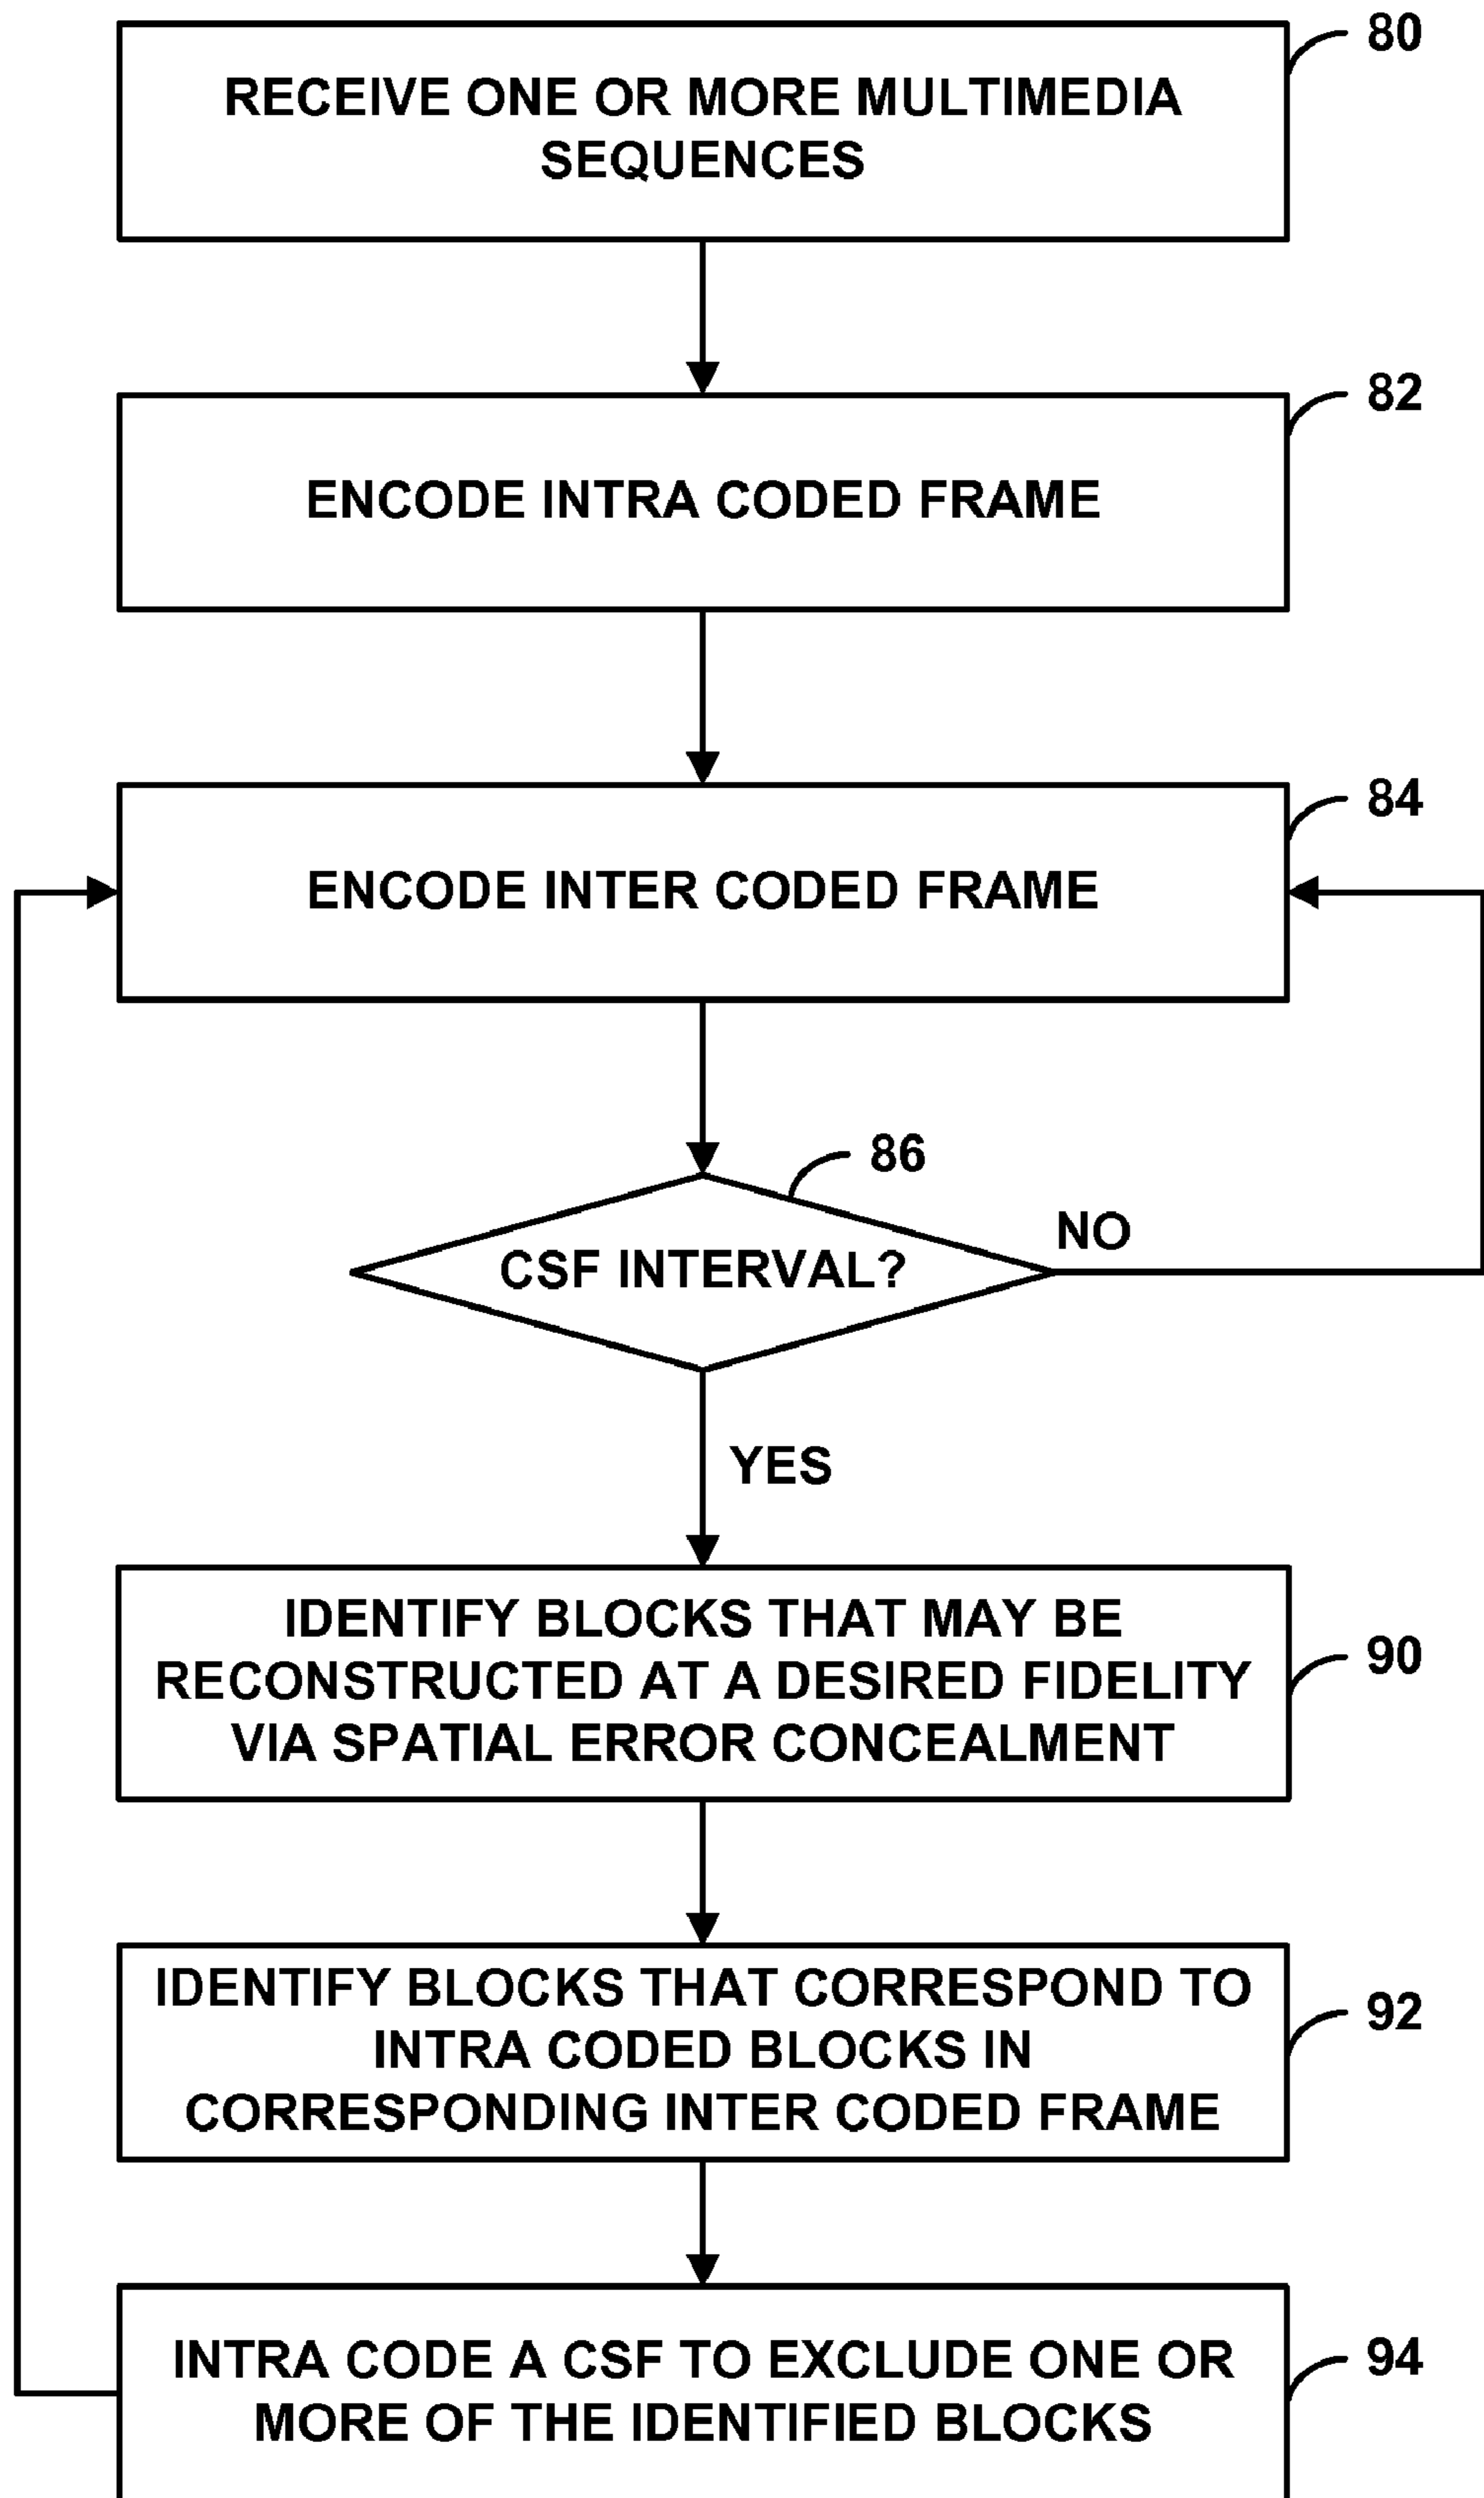 80
RECEIVE ONE OR MORE MULTIMEDIA
SEQUENCES
82
ENCODE INTRA CODED FRAME
84
ENCODE INTER CODED FRAME
86
NO
CSF INTERVAL?
YES
IDENTIFY BLOCKS THAT MAY BE
RECONSTRUCTED AT A DESIRED FIDELITY
VIA SPATIAL ERROR CONCEALMENT
90
IDENTIFY BLOCKS THAT CORRESPOND TO
INTRA CODED BLOCKS IN
CORRESPONDING INTER CODED FRAME
92
INTRA CODE A CSF TO EXCLUDE ONE OR
MORE OF THE IDENTIFIED BLOCKS
94